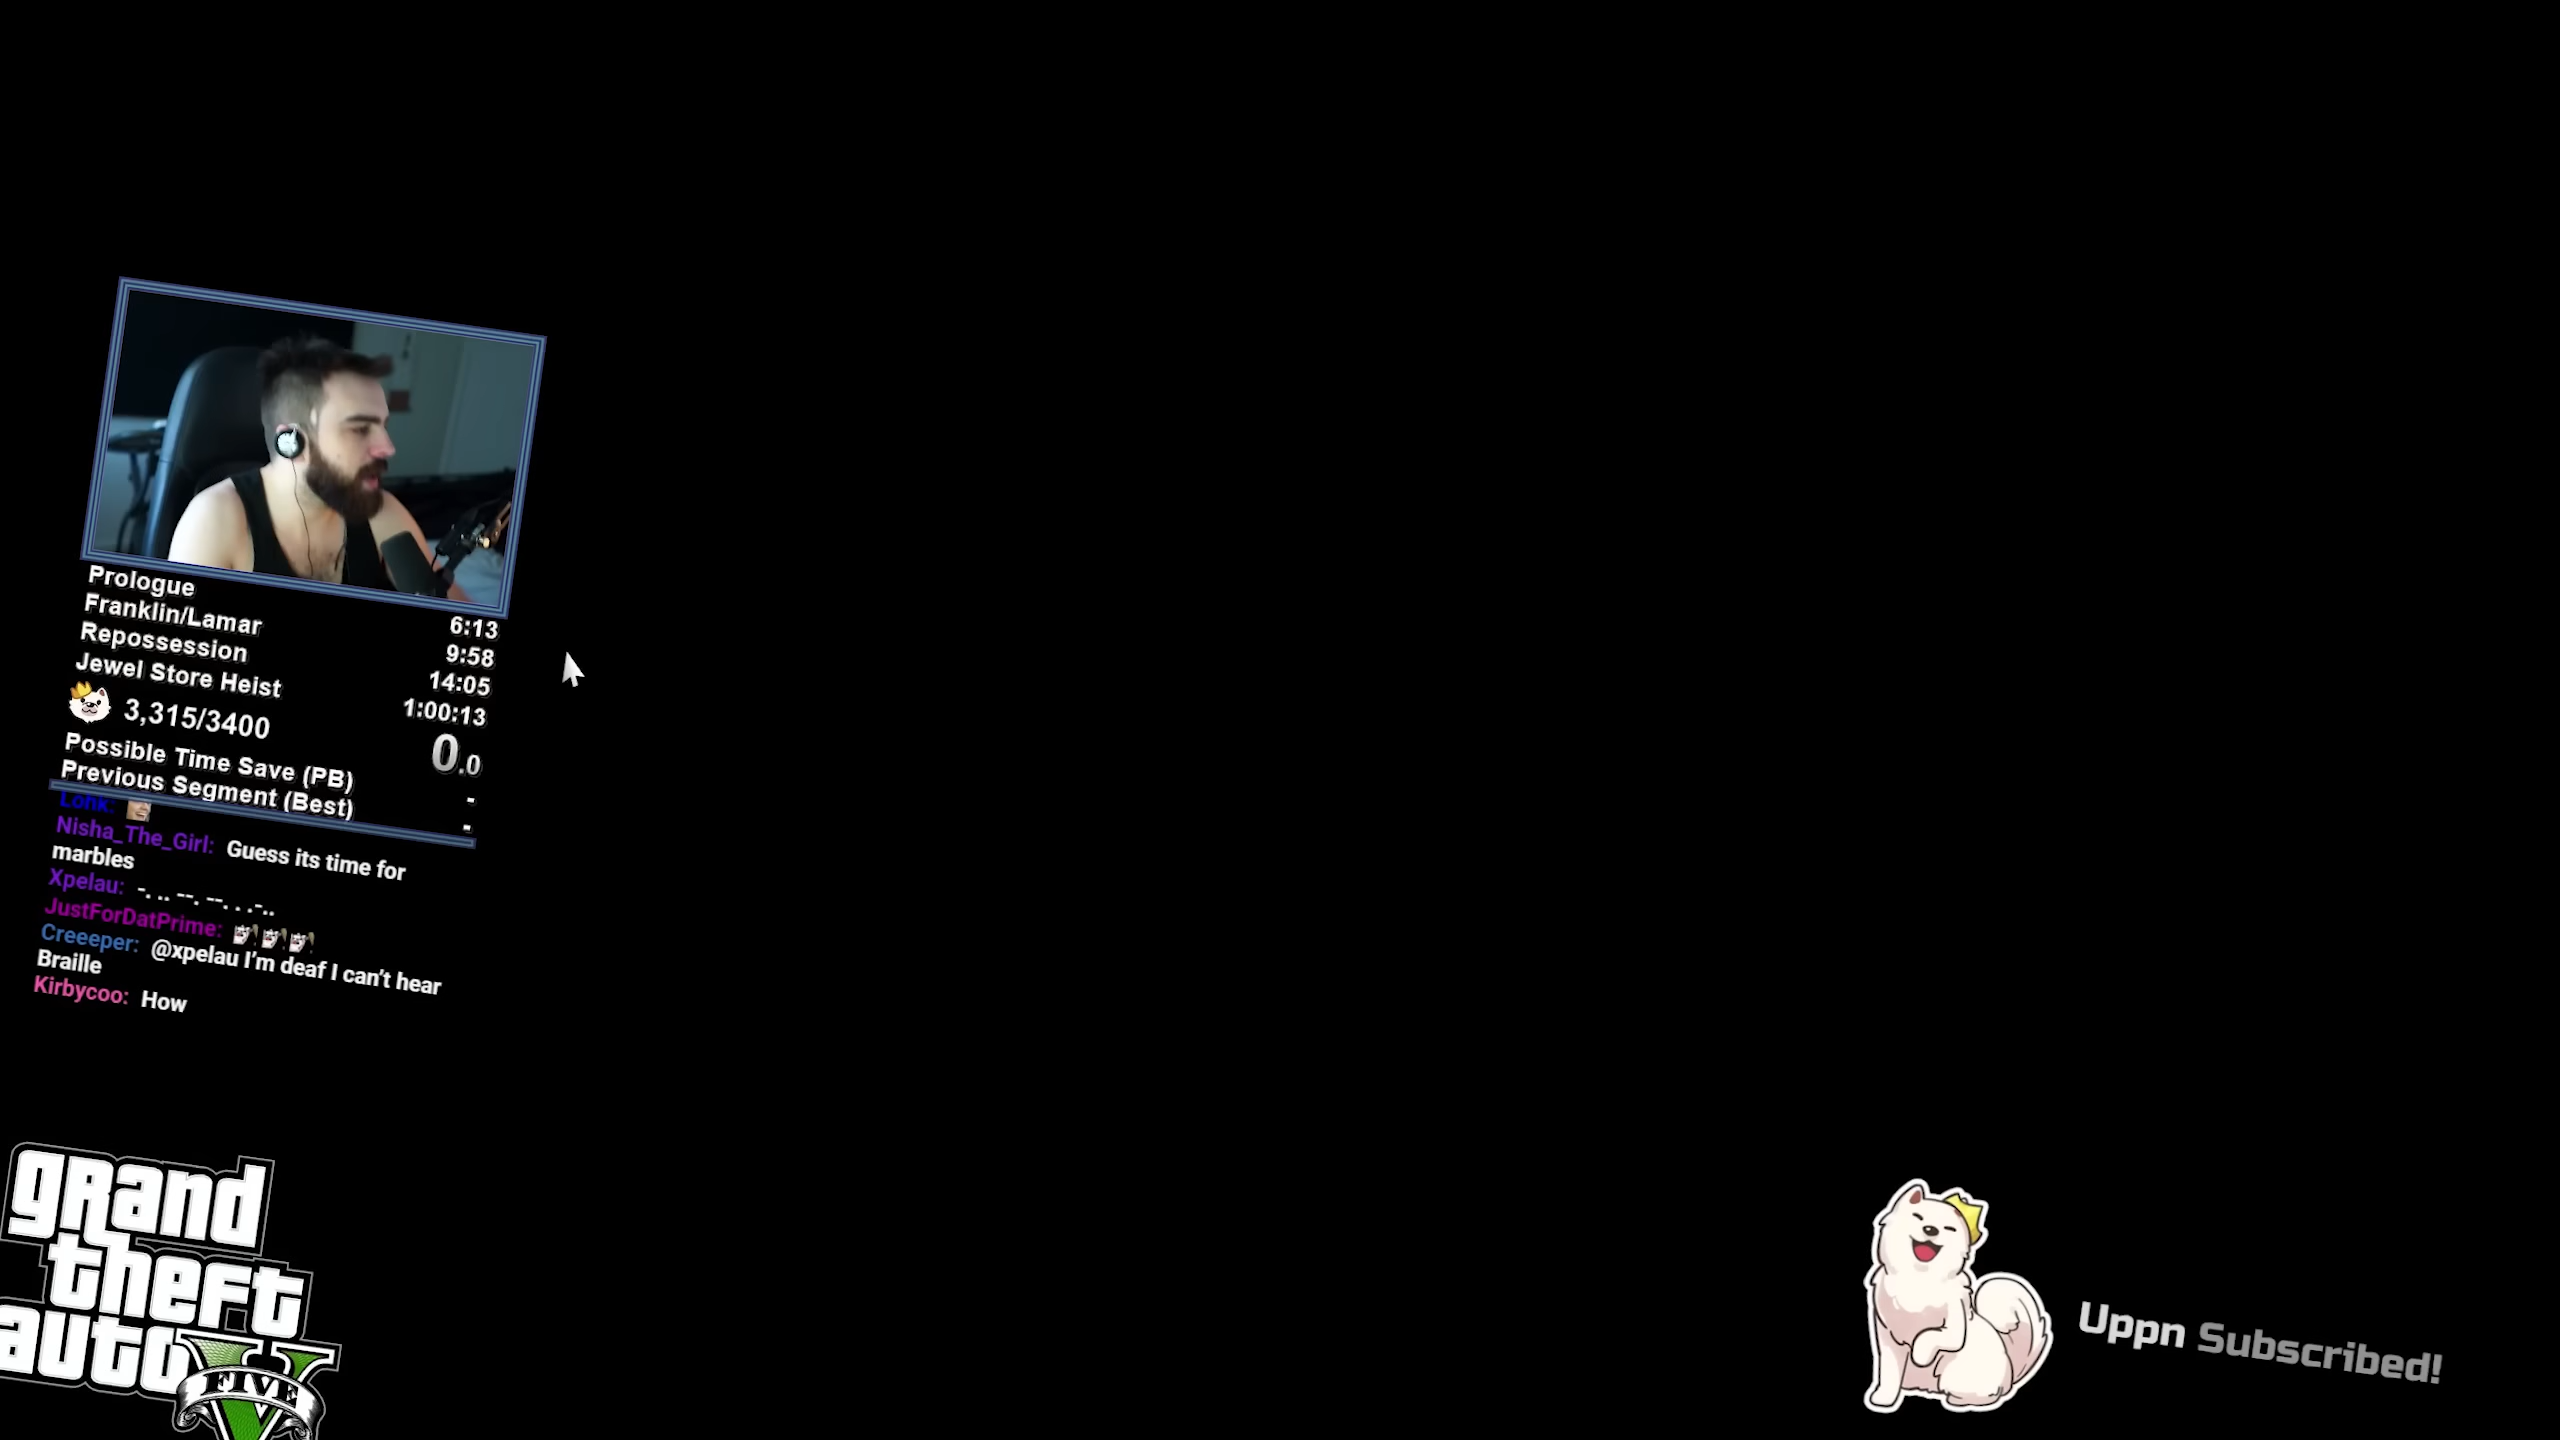 Prologue 6:13
Franklin/Lamar 9:58
Repossession 14:05
Jewel Store Heist 1:00:13
3,315/3400
0.0
Possible Time Save (PB) -
Previous Segment (Best) -
Lonk:
Nisha_The_Girl: Guess its time for
marbles
Xpelau: -. .. --. --. . .-..
JustForDatPrime:
Creeeper: @xpelau I'm deaf I can't hear
Braille
Kirbycoo: How
grand
theft
auto
V
FIVE
Uppn Subscribed!